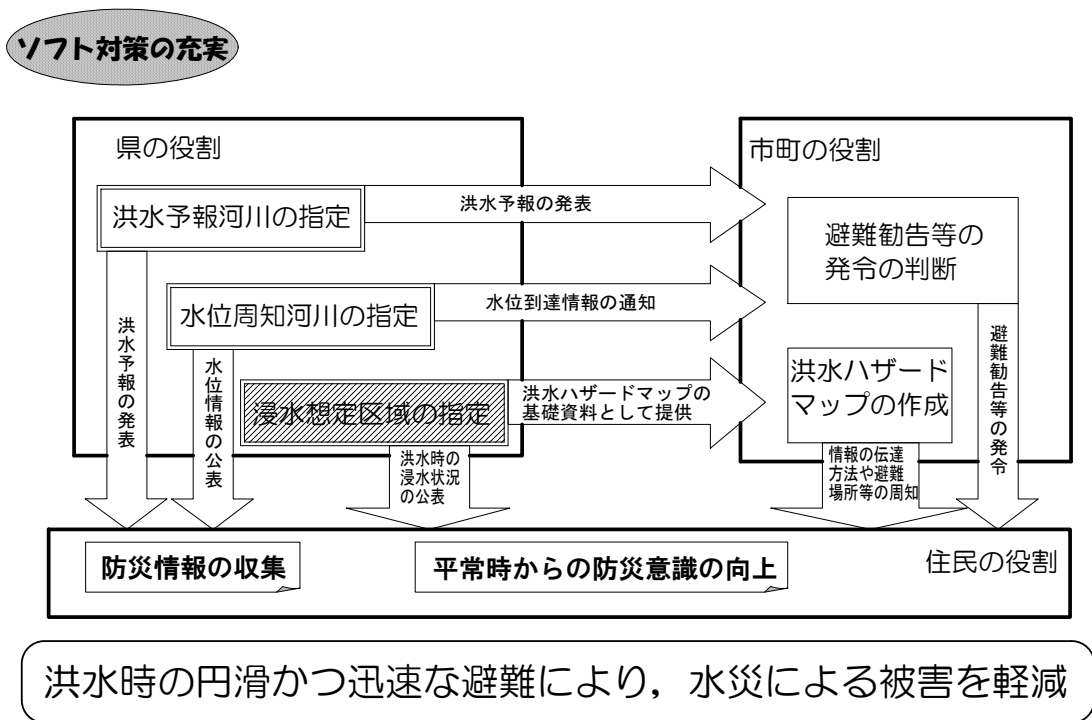 ソフト対策の充実
県の役割
市町の役割
洪水予報河川の指定
洪水予報の発表
避難勧告等の
発令の判断
水位周知河川の指定
水位到達情報の通知
洪水予報の発表
水位情報の公表
浸水想定区域の指定
洪水ハザードマップの
基礎資料として提供
洪水ハザード
マップの作成
避難勧告等の発令
洪水時の
浸水状況
の公表
情報の伝達
方法や避難
場所等の周知
防災情報の収集
平常時からの防災意識の向上
住民の役割
洪水時の円滑かつ迅速な避難により，水災による被害を軽減